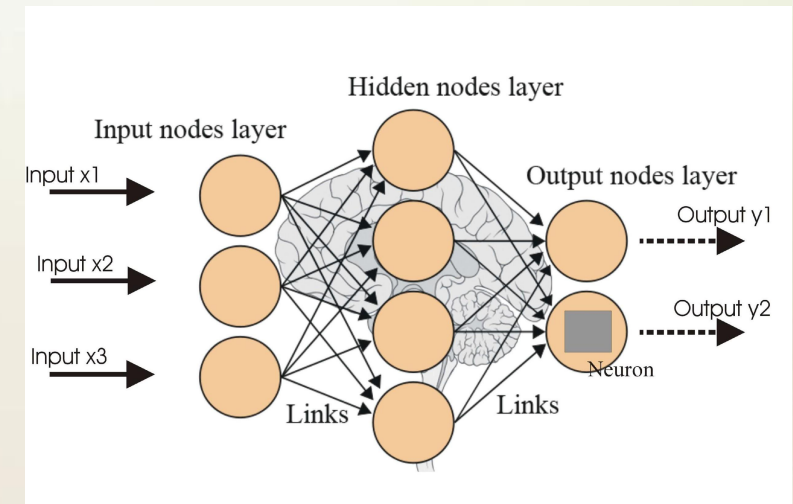 Hidden nodes layer
Input nodes layer
Output nodes layer
Input x1
Input x2
Input x3
Output y1
Output y2
Neuron
Links
Links